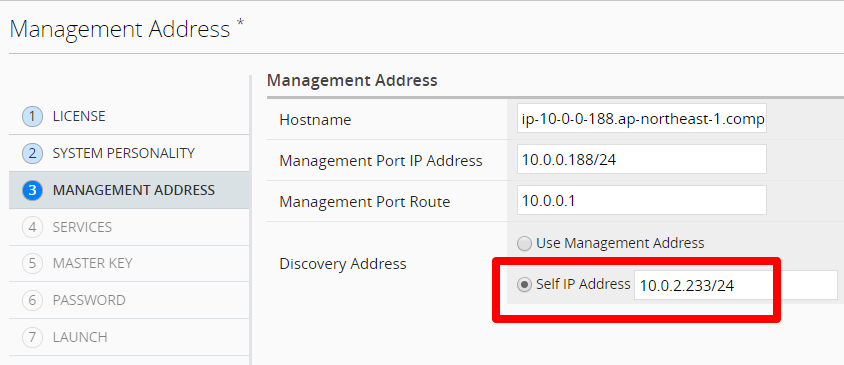 Management Address *
Management Address
1 LICENSE
2 SYSTEM PERSONALITY
3 MANAGEMENT ADDRESS
4 SERVICES
5 MASTER KEY
6 PASSWORD
7 LAUNCH
Hostname ip-10-0-0-188.ap-northeast-1.comp
Management Port IP Address 10.0.0.188/24
Management Port Route 10.0.0.1
Discovery Address
Use Management Address
Self IP Address 10.0.2.233/24